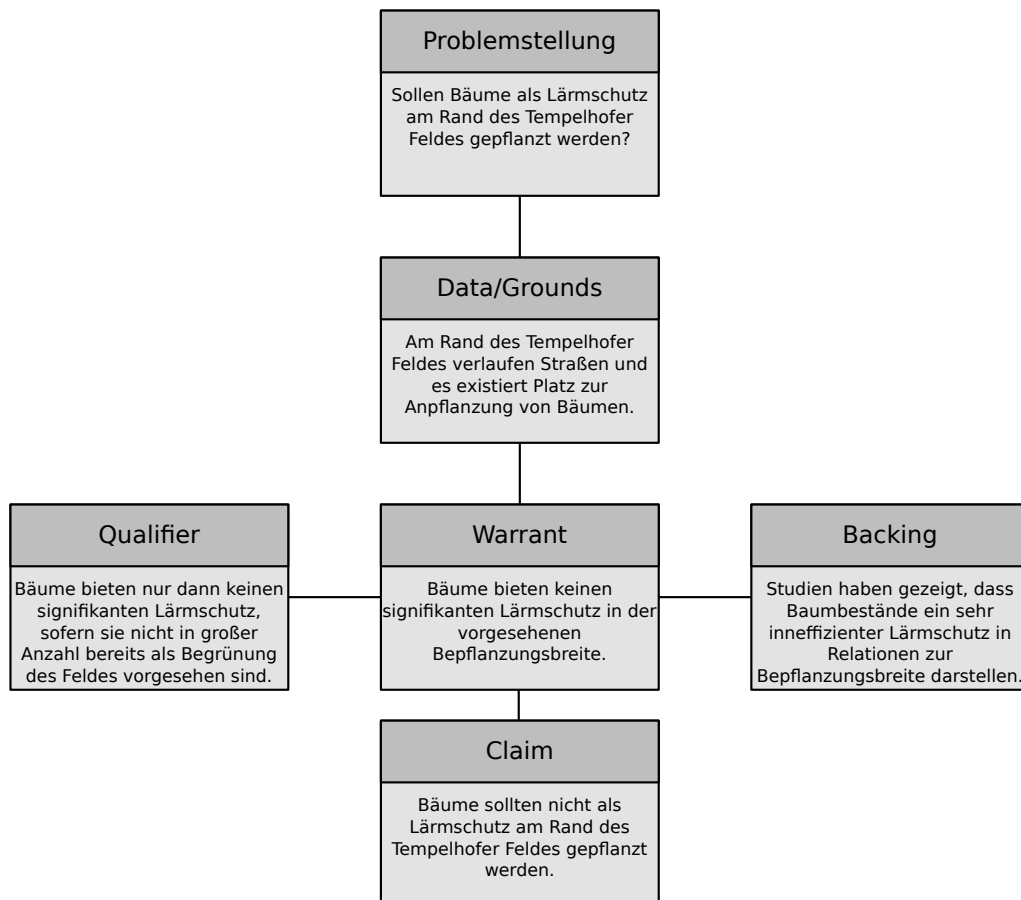 Problemstellung
Sollen Bäume als Lärmschutz
am Rand des Tempelhofer
Feldes gepflanzt werden?
Data/Grounds
Am Rand des Tempelhofer
Feldes verlaufen Straßen und
es existiert Platz zur
Anpflanzung von Bäumen.
Qualifier
Bäume bieten nur dann keinen
signifikanten Lärmschutz,
sofern sie nicht in großer
Anzahl bereits als Begrünung
des Feldes vorgesehen sind.
Warrant
Bäume bieten keinen
signifikanten Lärmschutz in der
vorgesehenen
Bepflanzungsbreite.
Backing
Studien haben gezeigt, dass
Baumbestände ein sehr
inneffizienter Lärmschutz in
Relationen zur
Bepflanzungsbreite darstellen.
Claim
Bäume sollten nicht als
Lärmschutz am Rand des
Tempelhofer Feldes gepflanzt
werden.